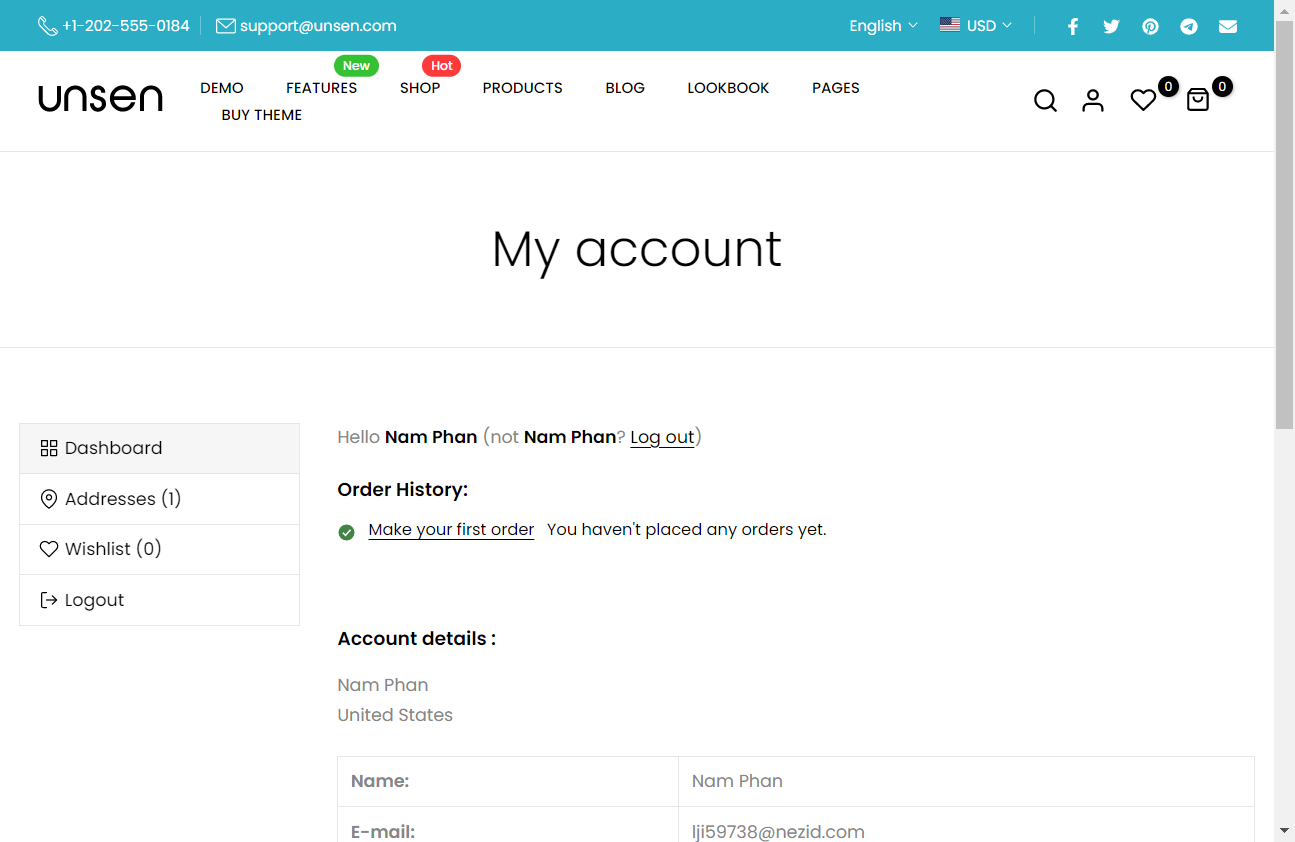 +1-202-555-0184 support@unsen.com English USD
unsen
New Hot
DEMO FEATURES SHOP PRODUCTS BLOG LOOKBOOK PAGES
BUY THEME
0 0
My account
Dashboard
Addresses (1)
Wishlist (0)
Logout
Hello Nam Phan (not Nam Phan? Log out)
Order History:
Make your first order You haven't placed any orders yet.
Account details :
Nam Phan
United States
Name: Nam Phan
E-mail: lji59738@nezid.com